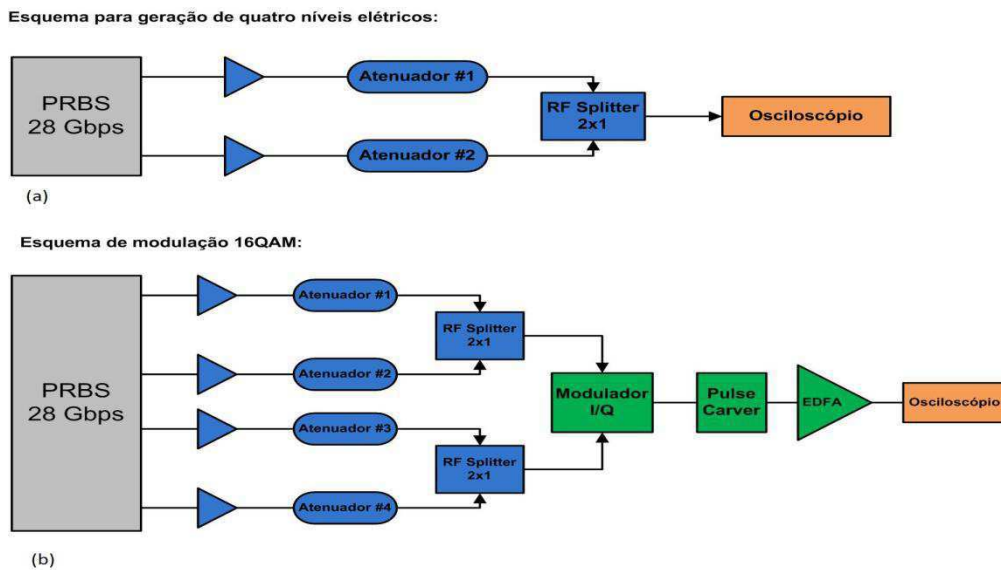 Esquema para geração de quatro níveis elétricos:
PRBS
28 Gbps
Atenuador #1
Atenuador #2
RF Splitter
2x1
Osciloscópio
(a)
Esquema de modulação 16QAM:
PRBS
28 Gbps
Atenuador #1
Atenuador #2
Atenuador #3
Atenuador #4
RF Splitter
2x1
RF Splitter
2x1
Modulador
I/Q
Pulse
Carver
EDFA
Osciloscópio
(b)